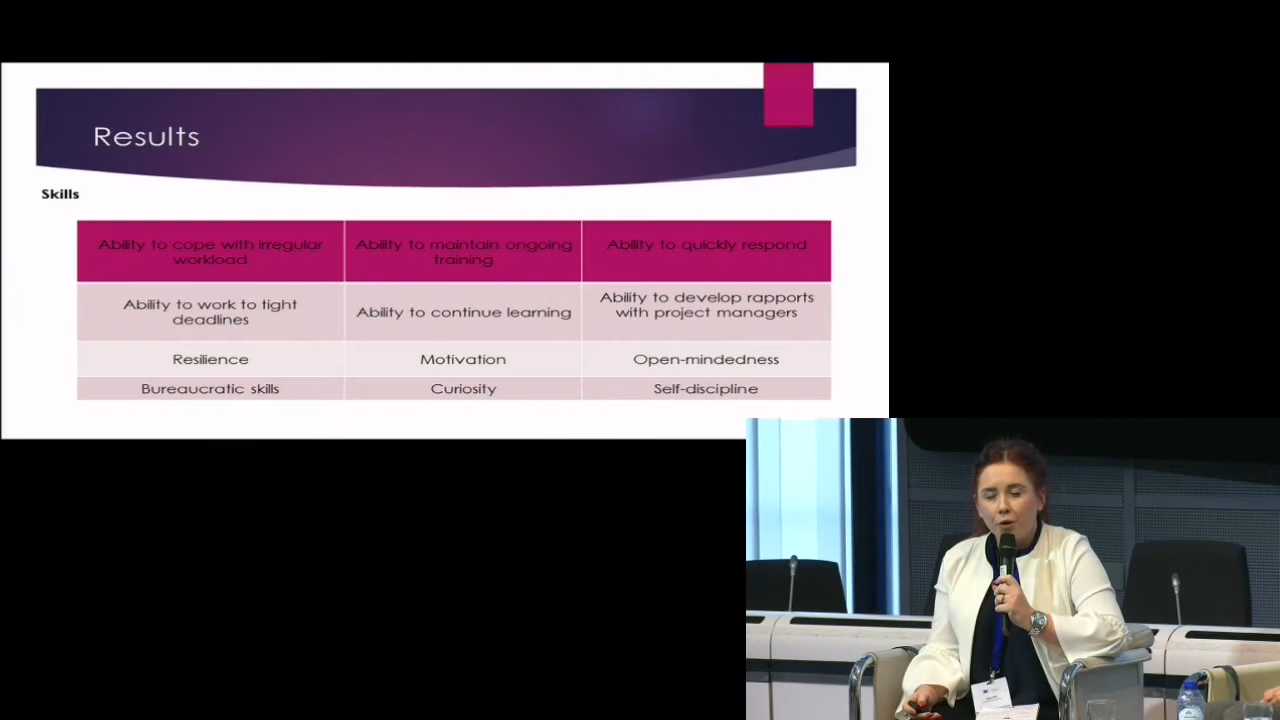 Results
Skills
Ability to cope with irregular
workload
Ability to maintain ongoing
training
Ability to quickly respond
Ability to work to tight
deadlines
Ability to continue learning
Ability to develop rapports
with project managers
Resilience
Motivation
Open-mindedness
Bureaucratic skills
Curiosity
Self-discipline